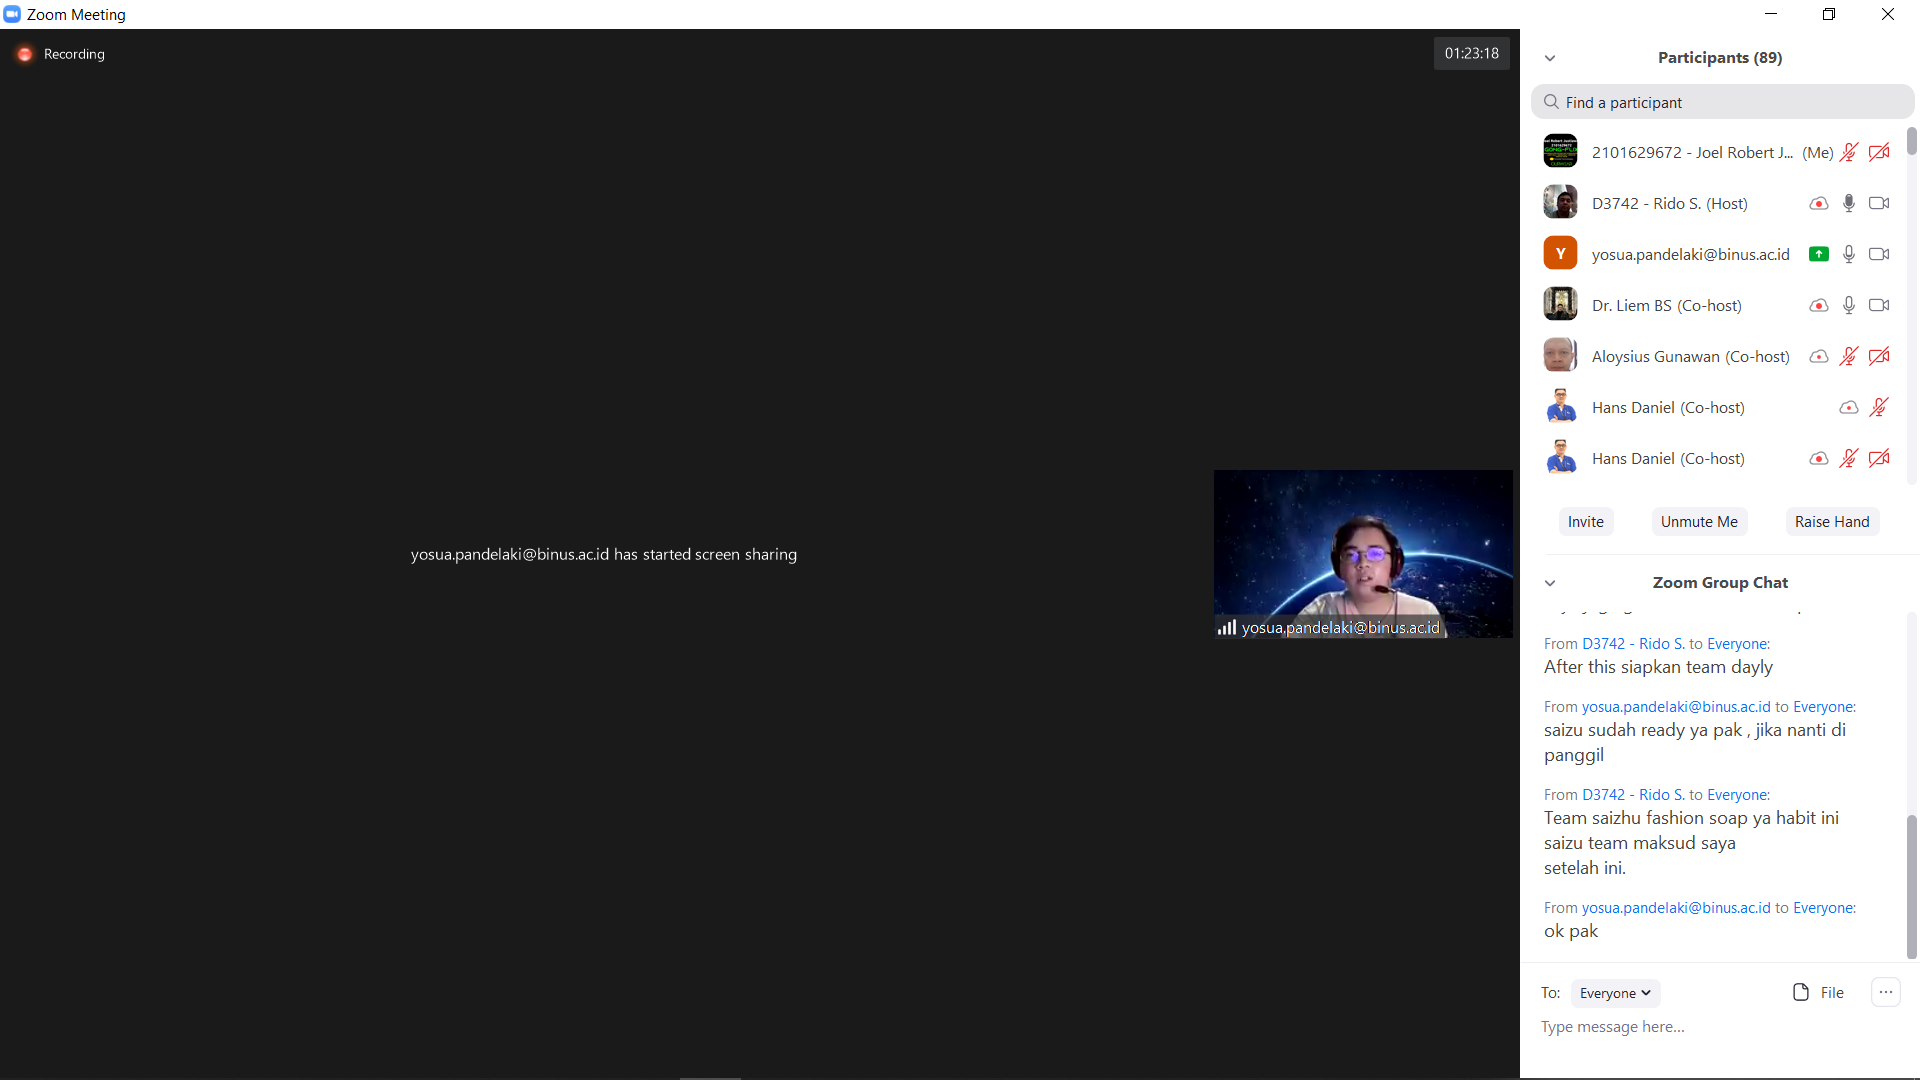 Zoom Meeting
Recording
01:23:18
yosua.pandelaki@binus.ac.id has started screen sharing
yosua.pandelaki@binus.ac.id
Participants (89)
Find a participant
2101629672 - Joel Robert J... (Me)
D3742 - Rido S. (Host)
Y
yosua.pandelaki@binus.ac.id
Dr. Liem BS (Co-host)
Aloysius Gunawan (Co-host)
Hans Daniel (Co-host)
Hans Daniel (Co-host)
Invite
Unmute Me
Raise Hand
Zoom Group Chat
From D3742 - Rido S. to Everyone:
After this siapkan team dayly
From yosua.pandelaki@binus.ac.id to Everyone:
saizu sudah ready ya pak , jika nanti di
panggil
From D3742 - Rido S. to Everyone:
Team saizhu fashion soap ya habit ini
saizu team maksud saya
setelah ini.
From yosua.pandelaki@binus.ac.id to Everyone:
ok pak
To: Everyone
File
...
Type message here...